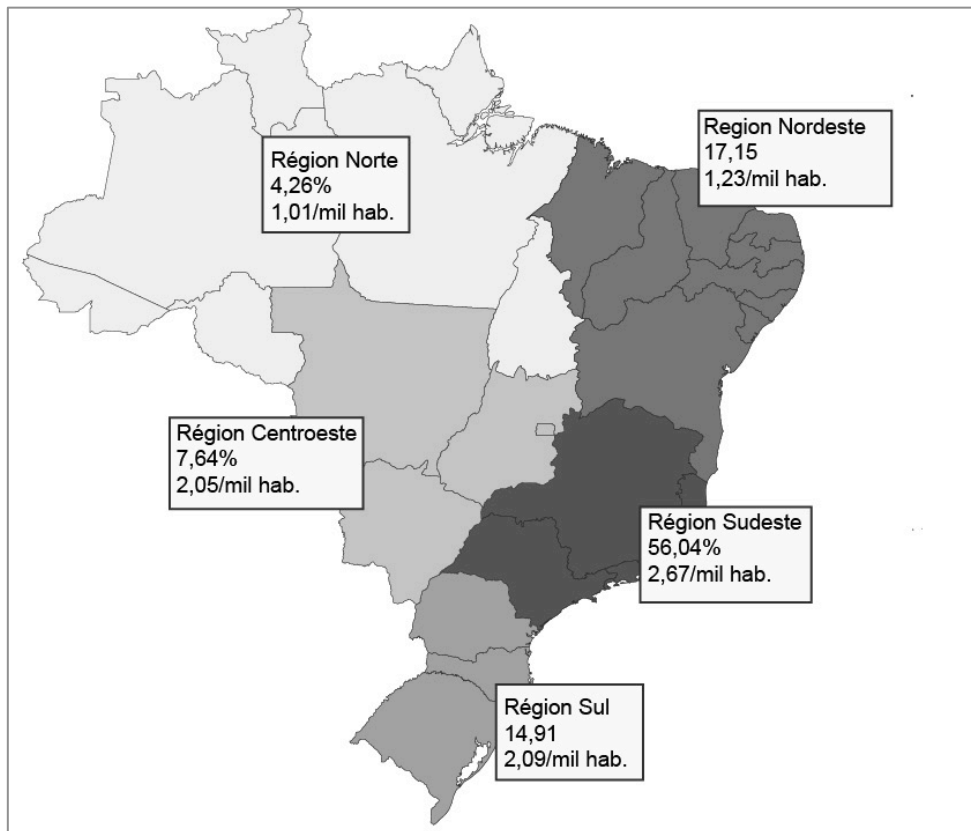 Région Norte
4,26%
1,01/mil hab.
Region Nordeste
17,15
1,23/mil hab.
Région Centroeste
7,64%
2,05/mil hab.
Région Sudeste
56,04%
2,67/mil hab.
Région Sul
14,91
2,09/mil hab.